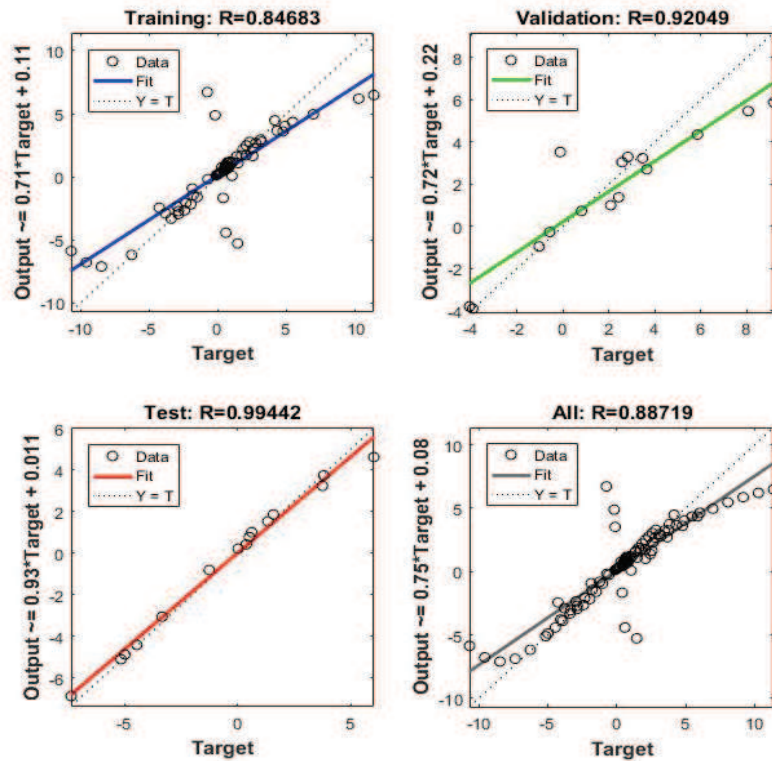 Training: R=0.84683
Output ~= 0.71*Target + 0.11
10
5
0
-5
-10
Data
Fit
Y = T
-10
-5
0
5
10
Target
Validation: R=0.92049
Output ~= 0.72*Target + 0.22
8
6
4
2
0
-2
-4
Data
Fit
Y = T
-4
-2
0
2
4
6
8
Target
Test: R=0.99442
Output ~= 0.93*Target + 0.011
6
4
2
0
-2
-4
-6
Data
Fit
Y = T
-5
0
5
Target
All: R=0.88719
Output ~= 0.75*Target + 0.08
10
5
0
-5
-10
Data
Fit
Y = T
-10
-5
0
5
10
Target